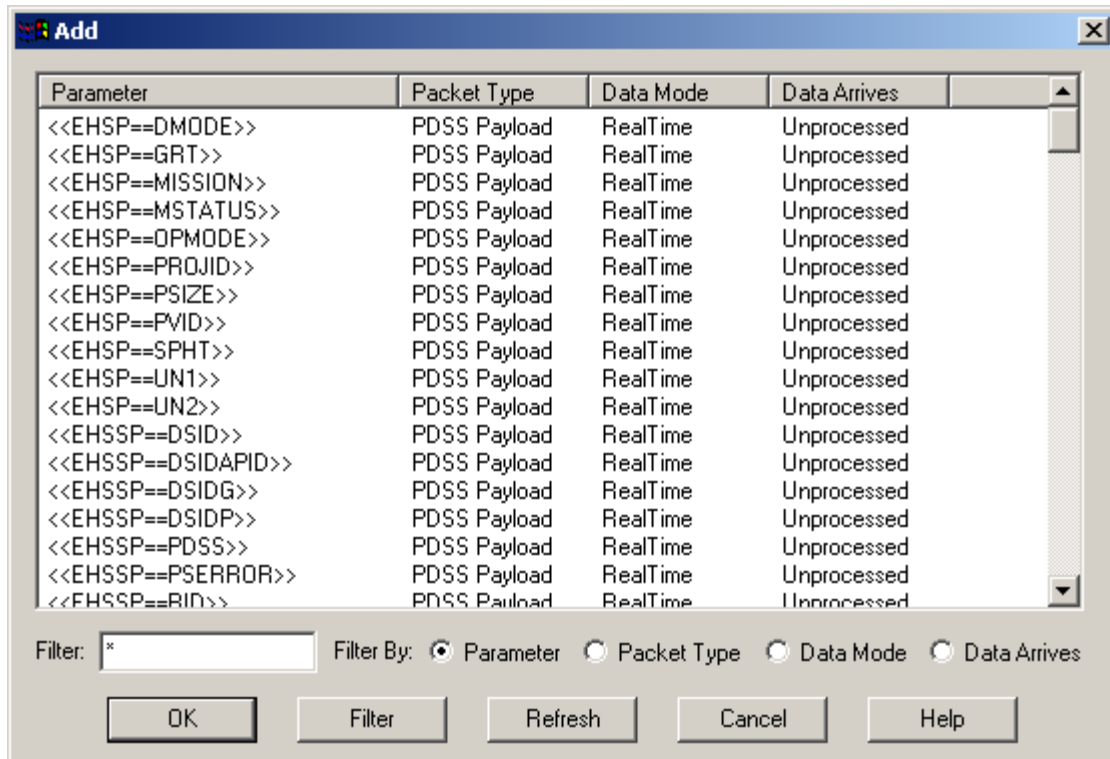 Add
Parameter Packet Type Data Mode Data Arrives
<<EHSP==DMODE>> PDSS Payload RealTime Unprocessed
<<EHSP==GRT>> PDSS Payload RealTime Unprocessed
<<EHSP==MISSION>> PDSS Payload RealTime Unprocessed
<<EHSP==MSTATUS>> PDSS Payload RealTime Unprocessed
<<EHSP==OPMODE>> PDSS Payload RealTime Unprocessed
<<EHSP==PROJID>> PDSS Payload RealTime Unprocessed
<<EHSP==PSIZE>> PDSS Payload RealTime Unprocessed
<<EHSP==PVID>> PDSS Payload RealTime Unprocessed
<<EHSP==SPHT>> PDSS Payload RealTime Unprocessed
<<EHSP==UN1>> PDSS Payload RealTime Unprocessed
<<EHSP==UN2>> PDSS Payload RealTime Unprocessed
<<EHSSP==DSID>> PDSS Payload RealTime Unprocessed
<<EHSSP==DSIDAPID>> PDSS Payload RealTime Unprocessed
<<EHSSP==DSIDG>> PDSS Payload RealTime Unprocessed
<<EHSSP==DSIDP>> PDSS Payload RealTime Unprocessed
<<EHSSP==PDSS>> PDSS Payload RealTime Unprocessed
<<EHSSP==PSERROR>> PDSS Payload RealTime Unprocessed
<<EHSSP==RID>> PDSS Payload RealTime Unprocessed
Filter: * Filter By: Parameter Packet Type Data Mode Data Arrives
OK Filter Refresh Cancel Help